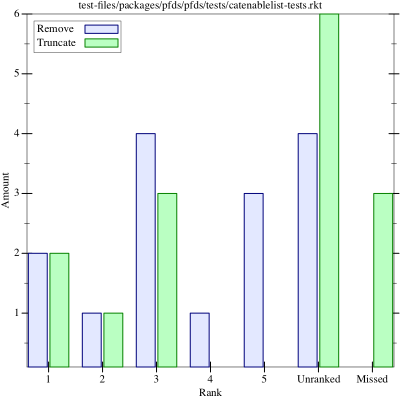 test-files/packages/pfds/pfds/tests/catenablelist-tests.rkt
Remove
Truncate
6
5
4
3
2
1
Amount
1 2 3 4 5 Unranked Missed
Rank